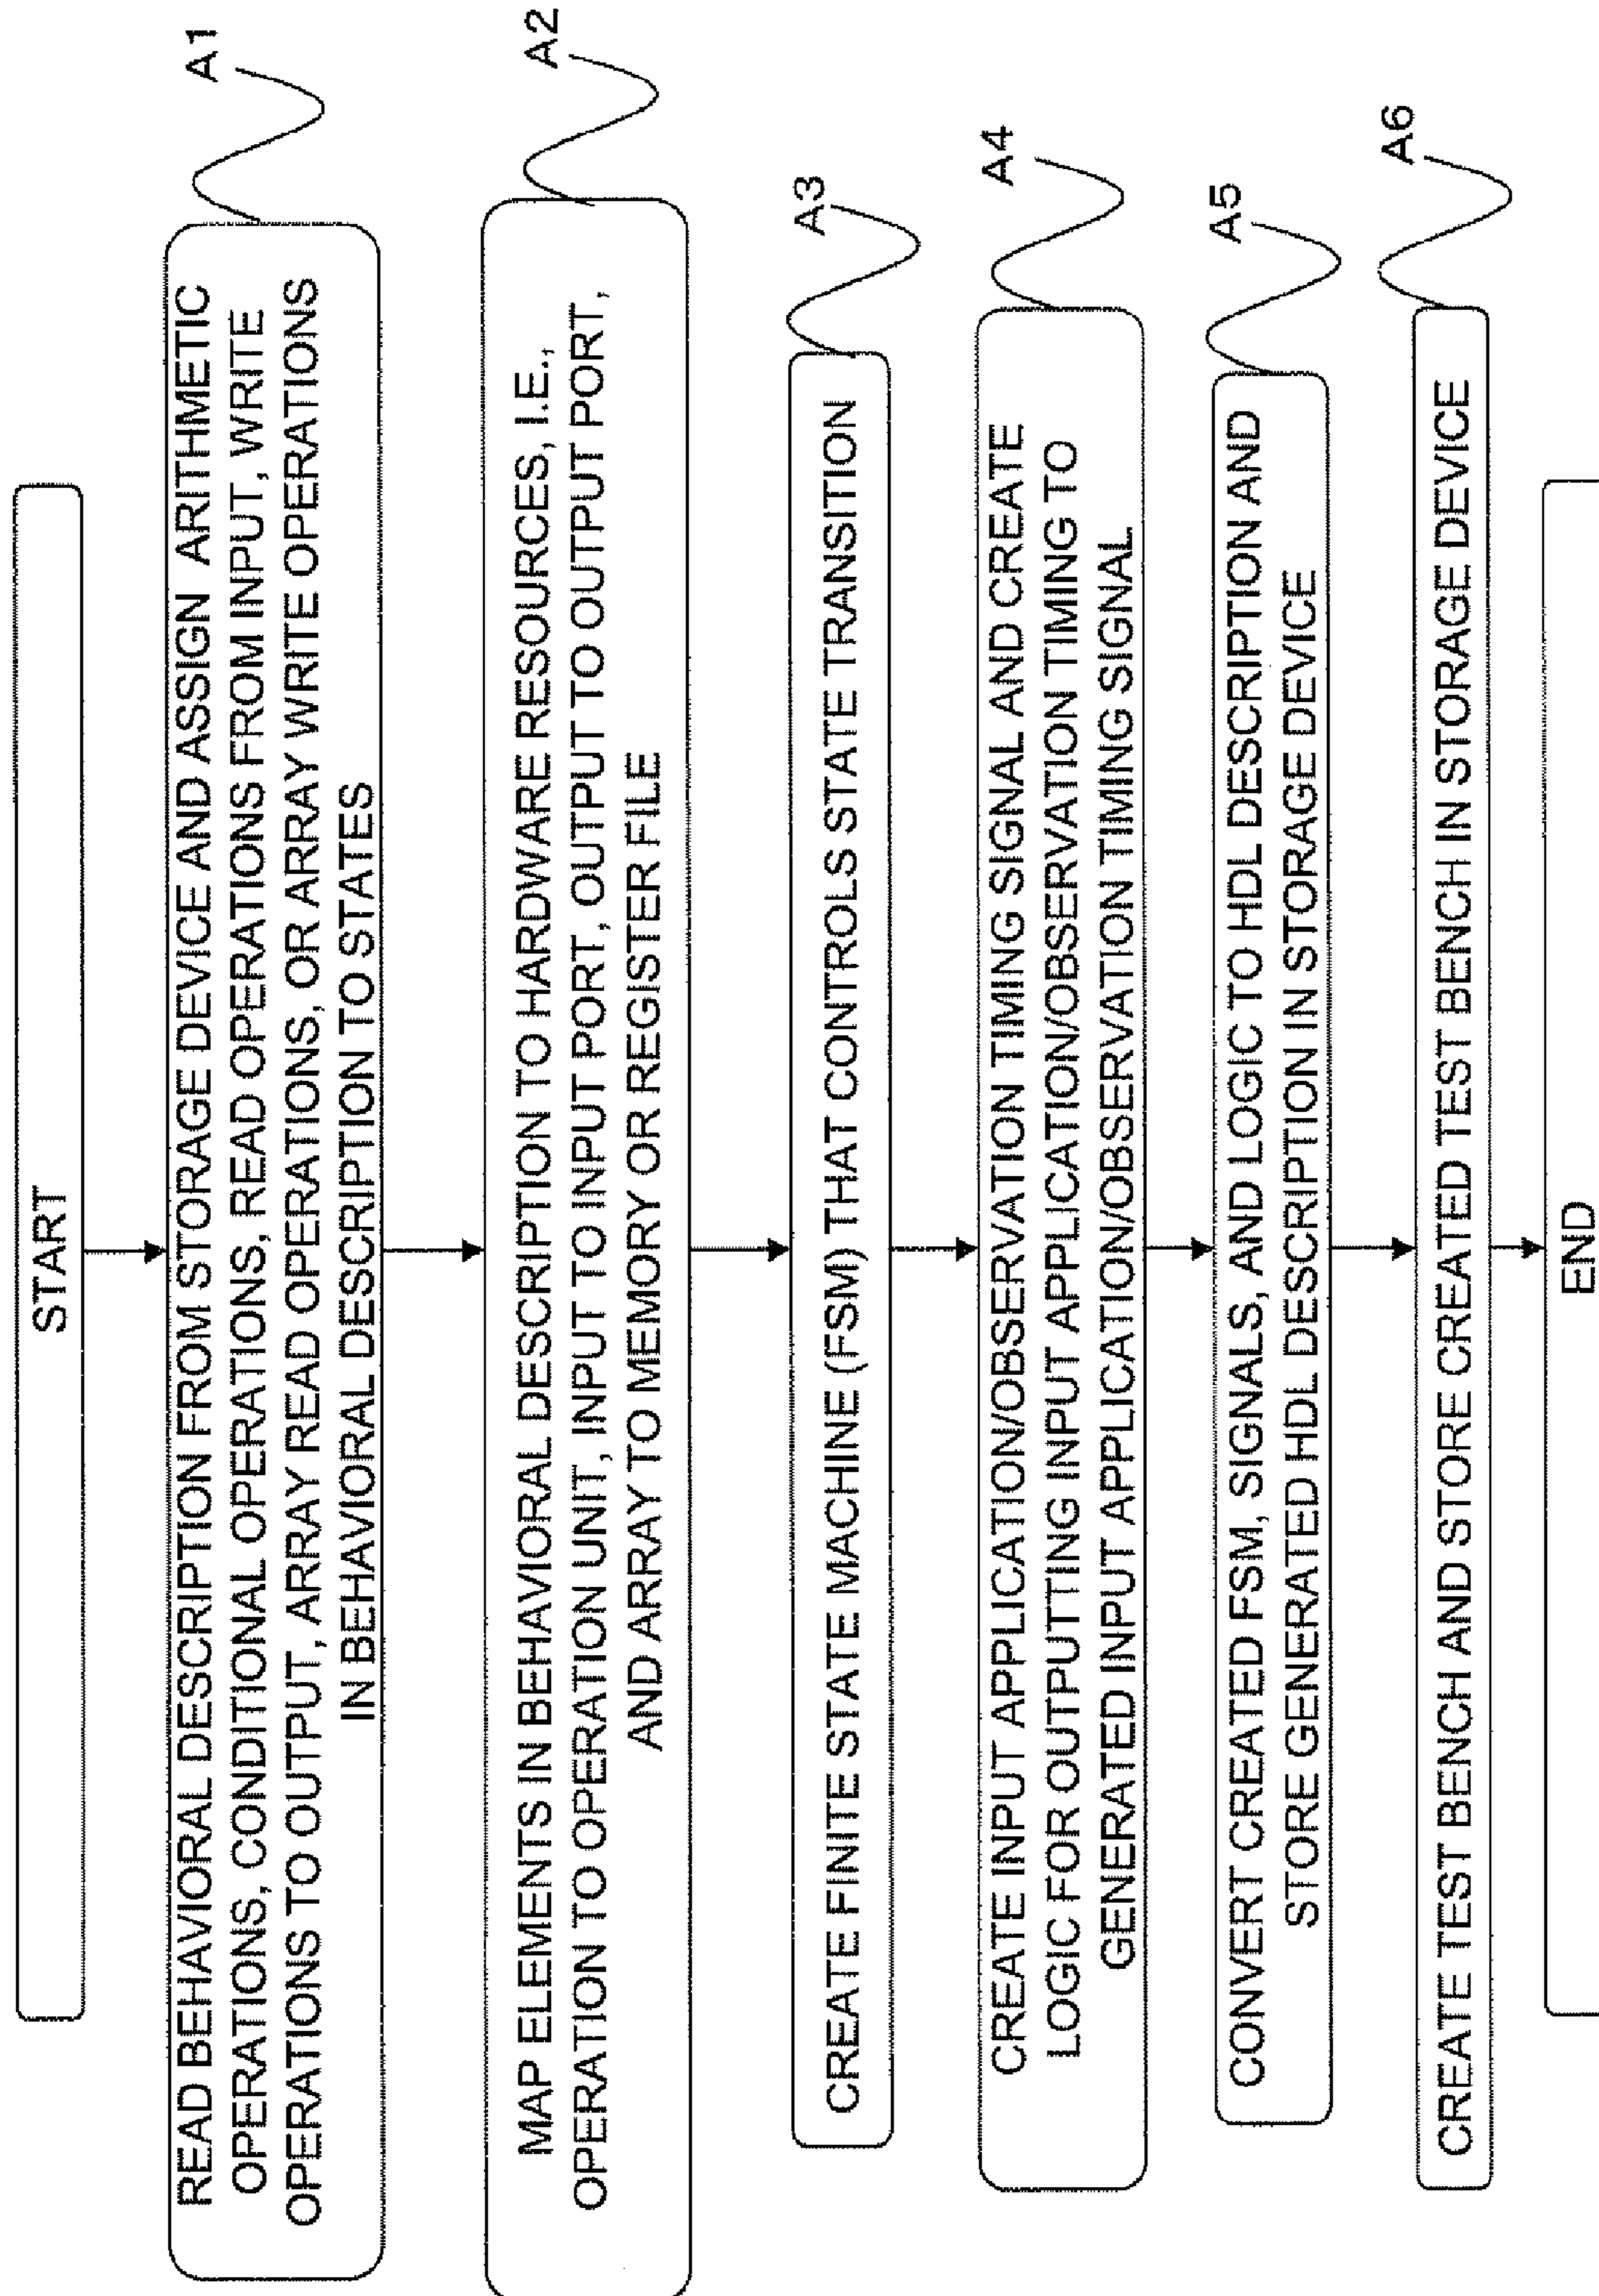 START
READ BEHAVIORAL DESCRIPTION FROM STORAGE DEVICE AND ASSIGN ARITHMETIC
OPERATIONS, CONDITIONAL OPERATIONS, READ OPERATIONS FROM INPUT, WRITE
OPERATIONS TO OUTPUT, ARRAY READ OPERATIONS, OR ARRAY WRITE OPERATIONS
IN BEHAVIORAL DESCRIPTION TO STATES
A1
MAP ELEMENTS IN BEHAVIORAL DESCRIPTION TO HARDWARE RESOURCES, I.E.,
OPERATION TO OPERATION UNIT, INPUT TO INPUT PORT, OUTPUT TO OUTPUT PORT,
AND ARRAY TO MEMORY OR REGISTER FILE
A2
CREATE FINITE STATE MACHINE (FSM) THAT CONTROLS STATE TRANSITION
A3
CREATE INPUT APPLICATION/OBSERVATION TIMING SIGNAL AND CREATE
LOGIC FOR OUTPUTING INPUT APPLICATION/OBSERVATION TIMING TO
GENERATED INPUT APPLICATION/OBSERVATION TIMING SIGNAL
A4
CONVERT CREATED FSM, SIGNALS, AND LOGIC TO HDL DESCRIPTION AND
STORE GENERATED HDL DESCRIPTION IN STORAGE DEVICE
A5
CREATE TEST BENCH AND STORE CREATED TEST BENCH IN STORAGE DEVICE
A6
END